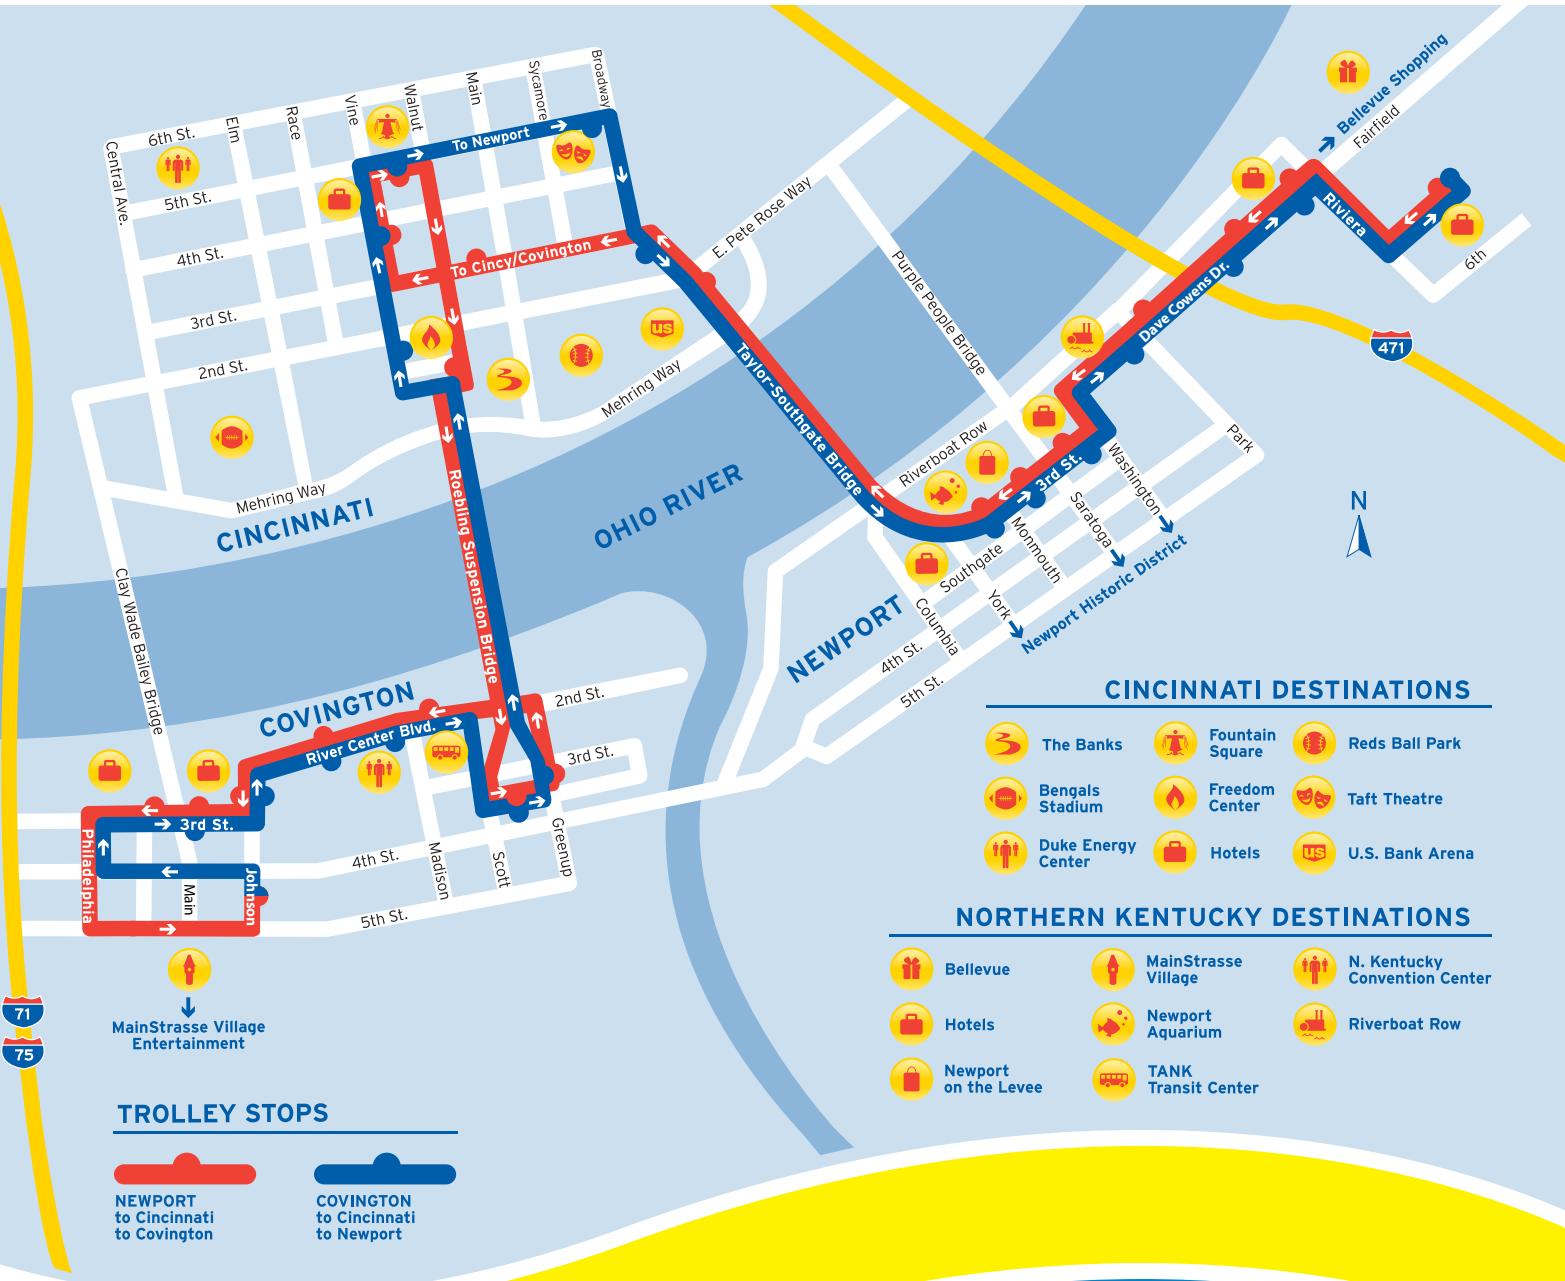 Central Ave.
6th St.
Elm
Race
Vine
Walnut
Main
Sycamore
Broadway
To Newport
5th St.
4th St.
3rd St.
2nd St.
To Cincy/Covington
E. Pete Rose Way
Mehring Way
Mehring Way
CINCINNATI
OHIO RIVER
Taylor-Southgate Bridge
Purple People Bridge
Roebling Suspension Bridge
Clay Wade Bailey Bridge
us
Bellevue Shopping
Fairfield
Riviera
6th
Dave Cowens Dr.
471
Riverboat Row
3rd St.
Washington
Park
Saratoga
Monmouth
Southgate
York
Columbia
Newport Historic District
NEWPORT
4th St.
5th St.
N
COVINGTON
River Center Blvd.
2nd St.
3rd St.
3rd St.
Philadelphia
Main
Johnson
4th St.
5th St.
Madison
Scott
Greenup
MainStrasse Village
Entertainment
71
75
CINCINNATI DESTINATIONS
The Banks
Fountain
Square
Reds Ball Park
Bengals
Stadium
Freedom
Center
Taft Theatre
Duke Energy
Center
Hotels
us
U.S. Bank Arena
NORTHERN KENTUCKY DESTINATIONS
Bellevue
MainStrasse
Village
N. Kentucky
Convention Center
Hotels
Newport
Aquarium
Riverboat Row
Newport
on the Levee
TANK
Transit Center
TROLLEY STOPS
NEWPORT
to Cincinnati
to Covington
COVINGTON
to Cincinnati
to Newport